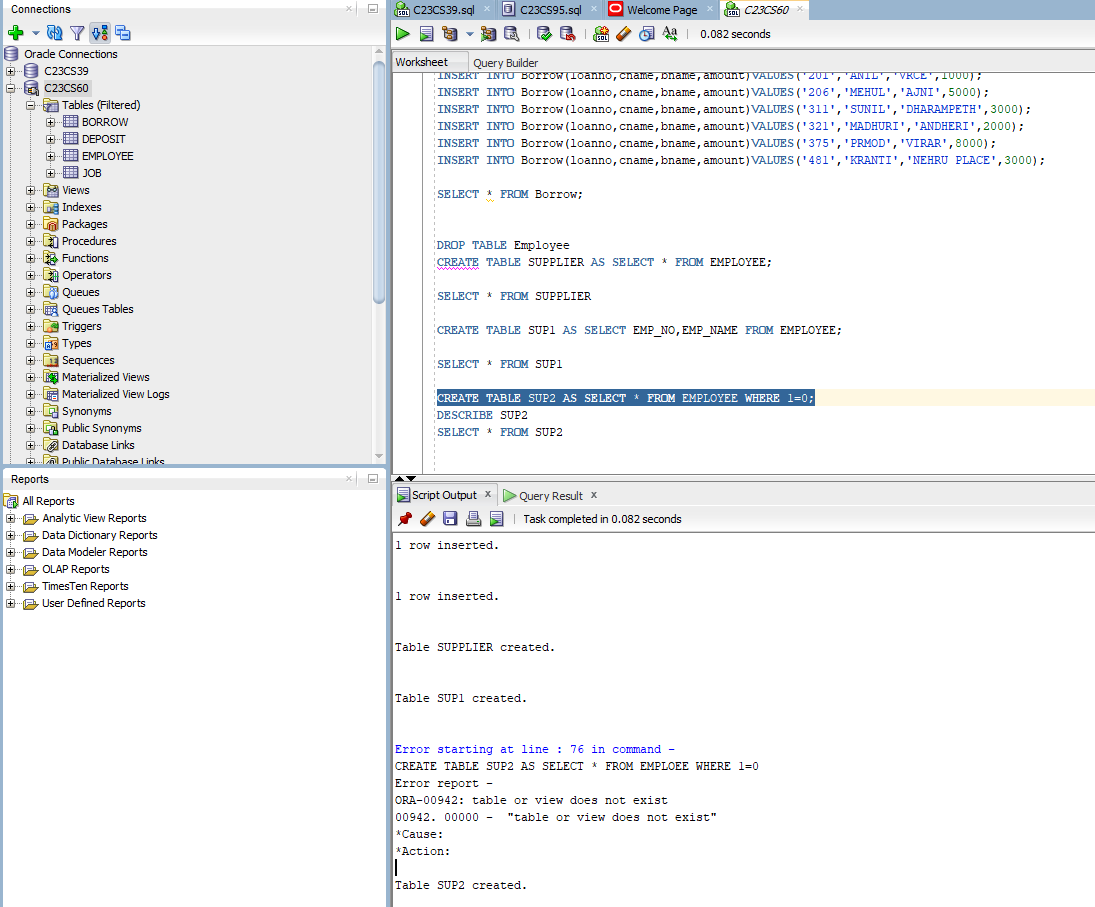 Connections
Oracle Connections
C23CS39
C23CS60
Tables (Filtered)
BORROW
DEPOSIT
EMPLOYEE
JOB
Views
Indexes
Packages
Procedures
Functions
Operators
Queues
Queues Tables
Triggers
Types
Sequences
Materialized Views
Materialized View Logs
Synonyms
Public Synonyms
Database Links
Public Database Links
Reports
All Reports
Analytic View Reports
Data Dictionary Reports
Data Modeler Reports
OLAP Reports
TimesTen Reports
User Defined Reports
C23CS39.sql C23CS95.sql Welcome Page C23CS60
0.082 seconds
Worksheet Query Builder
INSERT INTO Borrow(loanno,cname,bname,amount)VALUES('201','ANIL','VRCE',1000);
INSERT INTO Borrow(loanno,cname,bname,amount)VALUES('206','MEHUL','AJNI',5000);
INSERT INTO Borrow(loanno,cname,bname,amount)VALUES('311','SUNIL','DHARAMPETH',3000);
INSERT INTO Borrow(loanno,cname,bname,amount)VALUES('321','MADHURI','ANDHERI',2000);
INSERT INTO Borrow(loanno,cname,bname,amount)VALUES('375','PRMOD','VIRAR',8000);
INSERT INTO Borrow(loanno,cname,bname,amount)VALUES('481','KRANTI','NEHRU PLACE',3000);
SELECT * FROM Borrow;
DROP TABLE Employee
CREATE TABLE SUPPLIER AS SELECT * FROM EMPLOYEE;
SELECT * FROM SUPPLIER
CREATE TABLE SUP1 AS SELECT EMP_NO,EMP_NAME FROM EMPLOYEE;
SELECT * FROM SUP1
CREATE TABLE SUP2 AS SELECT * FROM EMPLOYEE WHERE 1=0;
DESCRIBE SUP2
SELECT * FROM SUP2
Script Output x Query Result x
Task completed in 0.082 seconds
1 row inserted.
1 row inserted.
Table SUPPLIER created.
Table SUP1 created.
Error starting at line : 76 in command -
CREATE TABLE SUP2 AS SELECT * FROM EMPLOEE WHERE 1=0
Error report -
ORA-00942: table or view does not exist
00942. 00000 -  "table or view does not exist"
*Cause:
*Action:
Table SUP2 created.